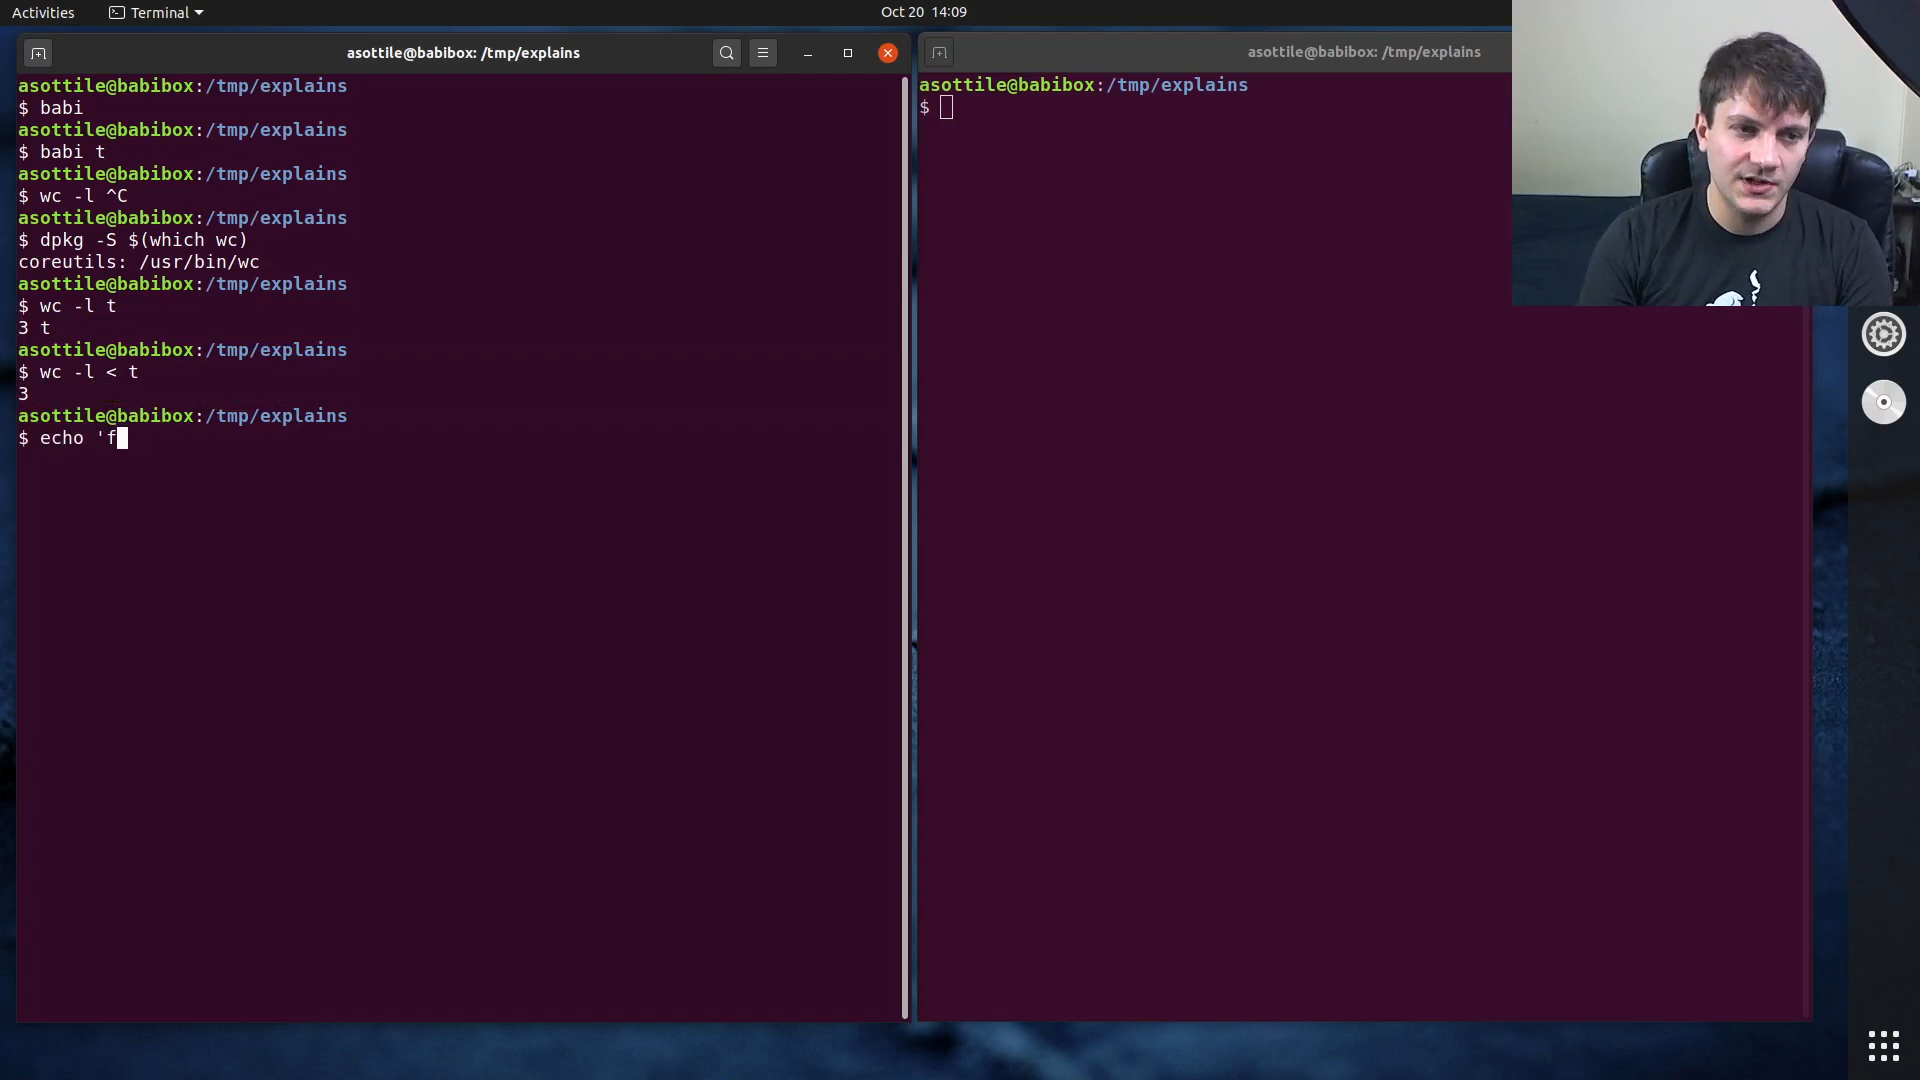 Activities
Terminal
Oct 20 14:09
asottile@babibox: /tmp/explains
asottile@babibox:/tmp/explains
$ babi
asottile@babibox:/tmp/explains
$ babi t
asottile@babibox:/tmp/explains
$ wc -l ^C
asottile@babibox:/tmp/explains
$ dpkg -S $(which wc)
coreutils: /usr/bin/wc
asottile@babibox:/tmp/explains
$ wc -l t
3 t
asottile@babibox:/tmp/explains
$ wc -l < t
3
asottile@babibox:/tmp/explains
$ echo 'f
asottile@babibox: /tmp/explains
asottile@babibox:/tmp/explains
$